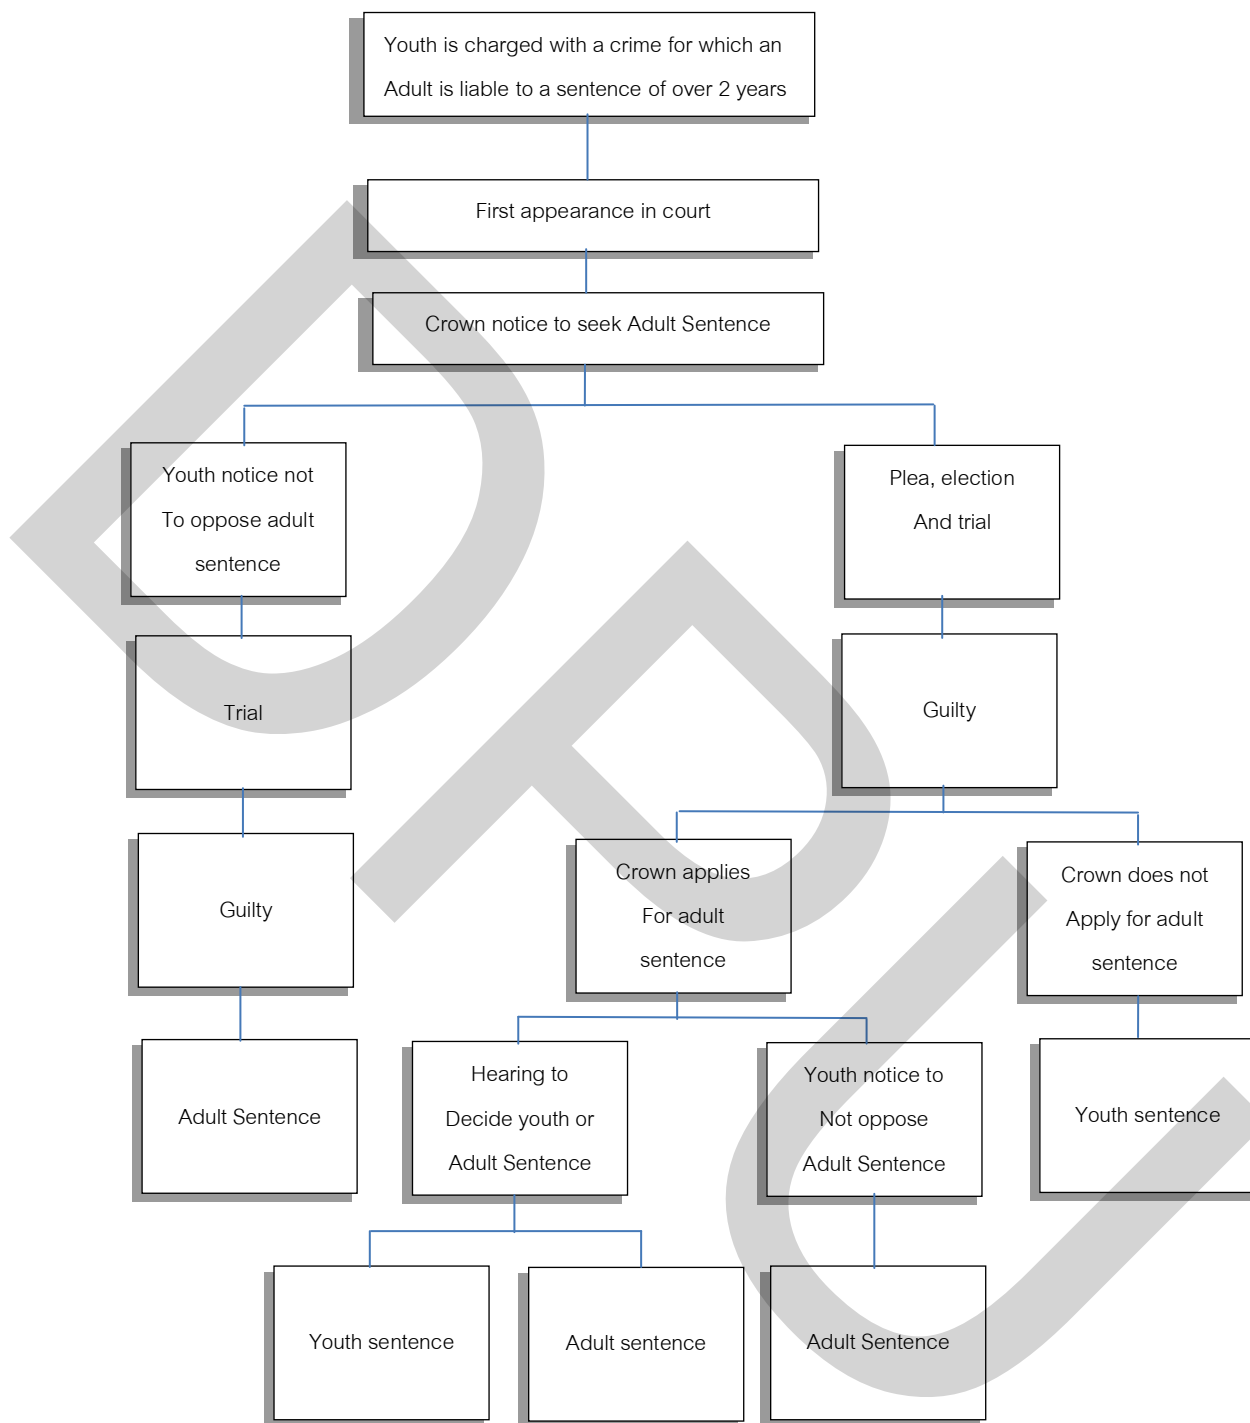 Youth is charged with a crime for which an
Adult is liable to a sentence of over 2 years
First appearance in court
Crown notice to seek Adult Sentence
Youth notice not
To oppose adult
sentence
Plea, election
And trial
Trial
Guilty
Guilty
Crown applies
For adult
sentence
Crown does not
Apply for adult
sentence
Adult Sentence
Hearing to
Decide youth or
Adult Sentence
Youth notice to
Not oppose
Adult Sentence
Youth sentence
Youth sentence
Adult sentence
Adult Sentence
DPU